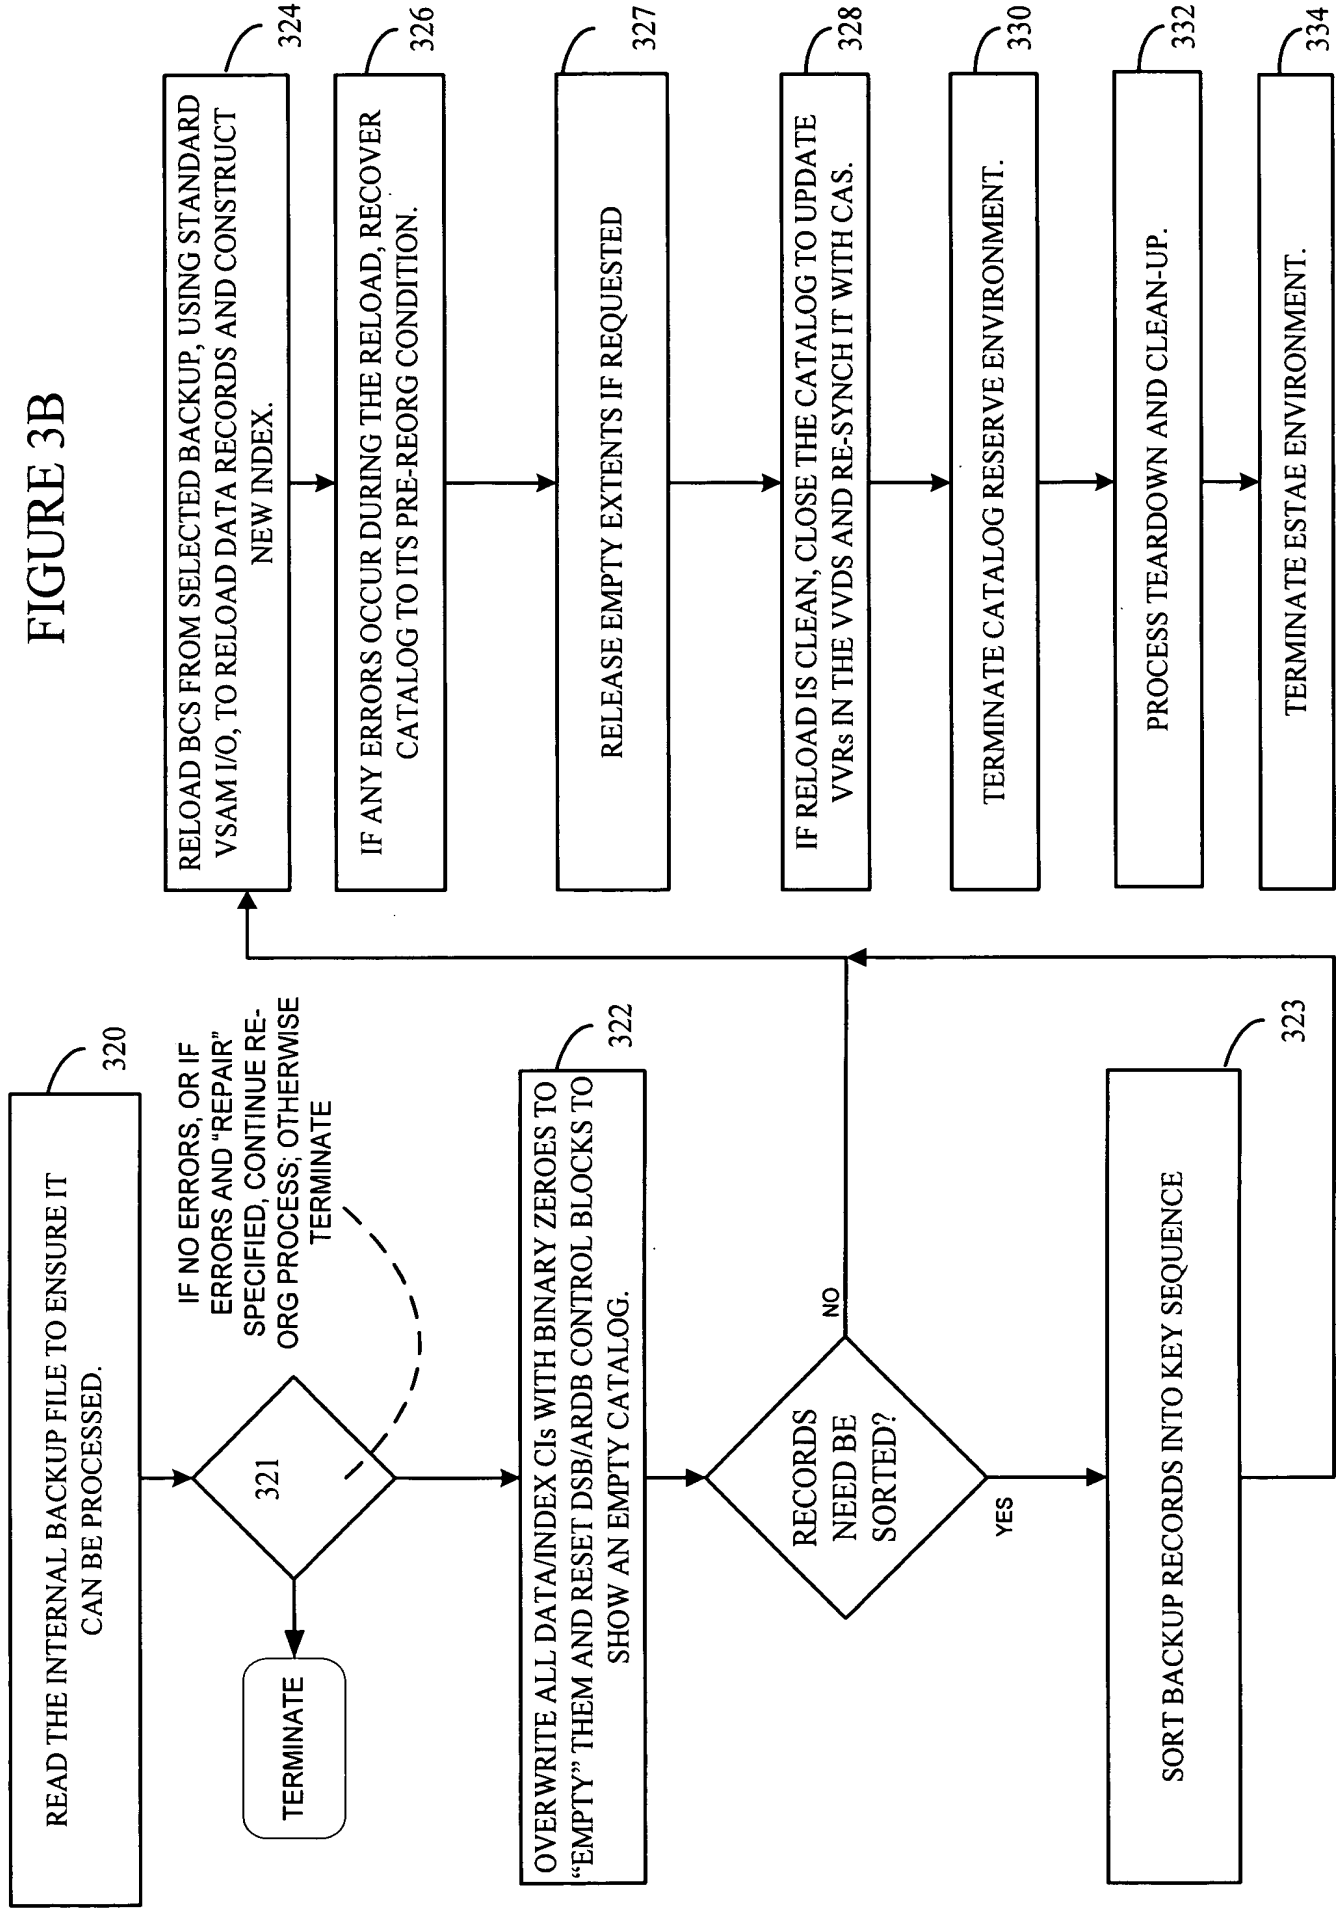 FIGURE 3B
320
READ THE INTERNAL BACKUP FILE TO ENSURE IT
CAN BE PROCESSED.
321
IF NO ERRORS, OR IF
ERRORS AND "REPAIR"
SPECIFIED, CONTINUE RE-
ORG PROCESS; OTHERWISE
TERMINATE
TERMINATE
322
OVERWRITE ALL DATA/INDEX CIs WITH BINARY ZEROES TO
“EMPTY” THEM AND RESET DSB/ARDB CONTROL BLOCKS TO
SHOW AN EMPTY CATALOG.
RECORDS
NEED BE
SORTED?
NO
YES
323
SORT BACKUP RECORDS INTO KEY SEQUENCE
324
RELOAD BCS FROM SELECTED BACKUP, USING STANDARD
VSAM I/O, TO RELOAD DATA RECORDS AND CONSTRUCT
NEW INDEX.
326
IF ANY ERRORS OCCUR DURING THE RELOAD, RECOVER
CATALOG TO ITS PRE-REORG CONDITION.
327
RELEASE EMPTY EXTENTS IF REQUESTED
328
IF RELOAD IS CLEAN, CLOSE THE CATALOG TO UPDATE
VVRs IN THE VVDS AND RE-SYNCH IT WITH CAS.
330
TERMINATE CATALOG RESERVE ENVIRONMENT.
332
PROCESS TEARDOWN AND CLEAN-UP.
334
TERMINATE ESTAE ENVIRONMENT.